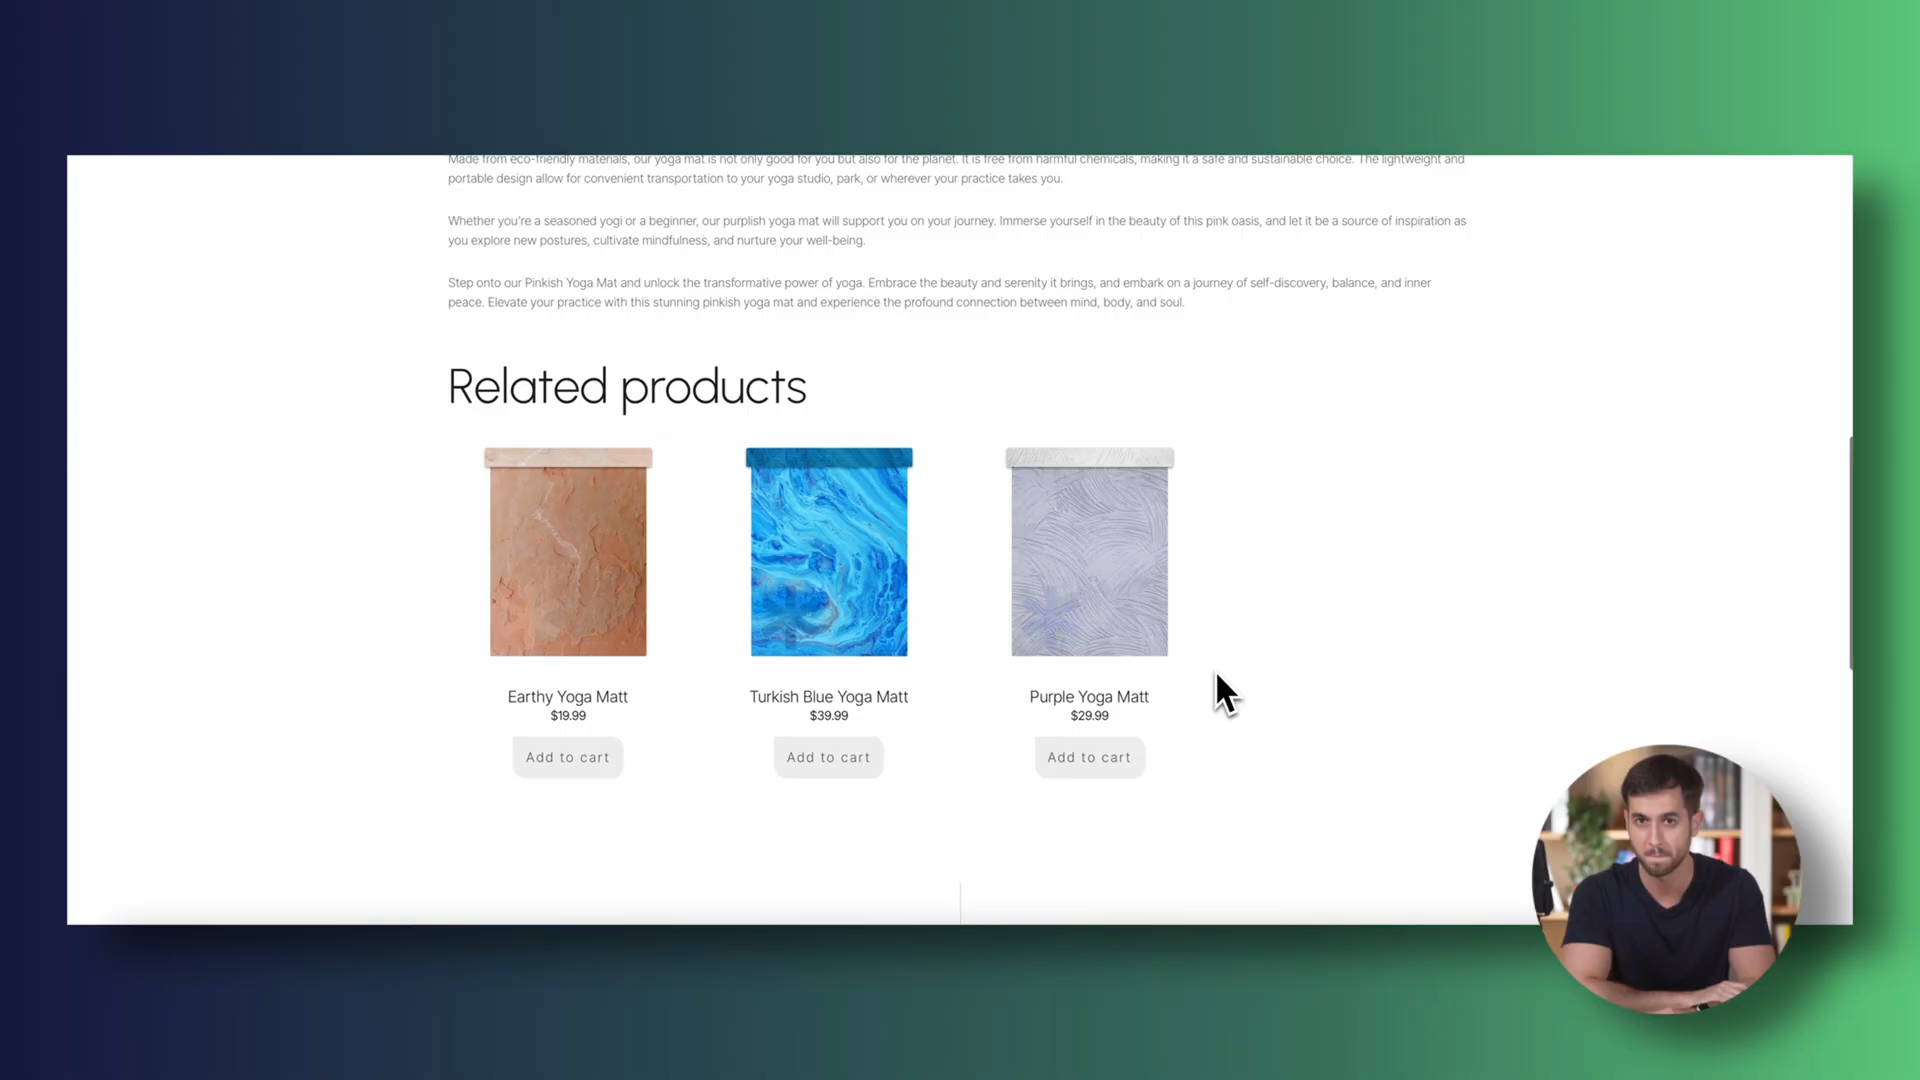 Made from eco-friendly materials, our yoga mat is not only good for you but also for the planet. It is free from harmful chemicals, making it a safe and sustainable choice. The lightweight and
portable design allow for convenient transportation to your yoga studio, park, or wherever your practice takes you.
Whether you're a seasoned yogi or a beginner, our purplish yoga mat will support you on your journey. Immerse yourself in the beauty of this pink oasis, and let it be a source of inspiration as
you explore new postures, cultivate mindfulness, and nurture your well-being.
Step onto our Pinkish Yoga Mat and unlock the transformative power of yoga. Embrace the beauty and serenity it brings, and embark on a journey of self-discovery, balance, and inner
peace. Elevate your practice with this stunning pinkish yoga mat and experience the profound connection between mind, body, and soul.
Related products
Earthy Yoga Matt Turkish Blue Yoga Matt Purple Yoga Matt
$19.99 $39.99 $29.99
Add to cart Add to cart Add to cart